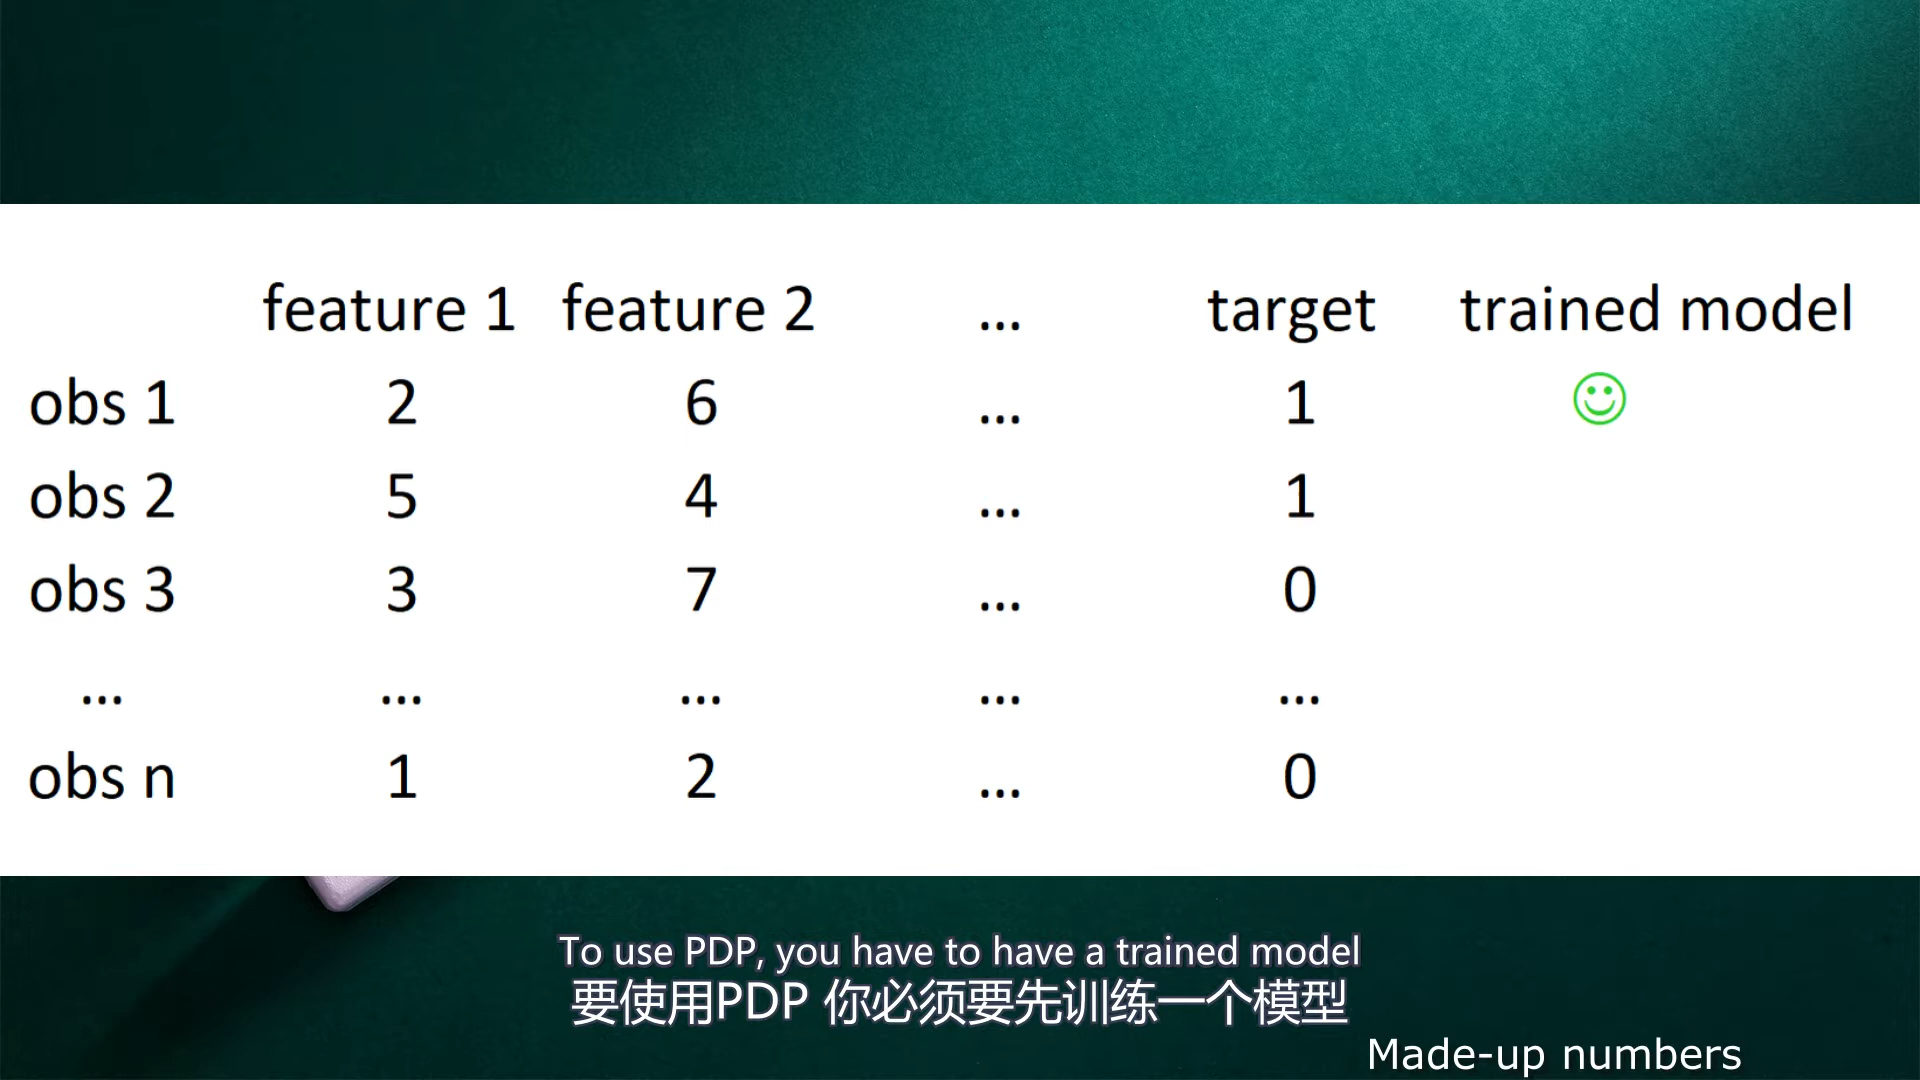 feature 1 feature 2 ... target trained model
obs 1 2 6 ... 1
obs 2 5 4 ... 1
obs 3 3 7 ... 0
... ... ... ... ...
obs n 1 2 ... 0
To use PDP, you have to have a trained model
要使用PDP 你必须要先训练一个模型
Made-up numbers